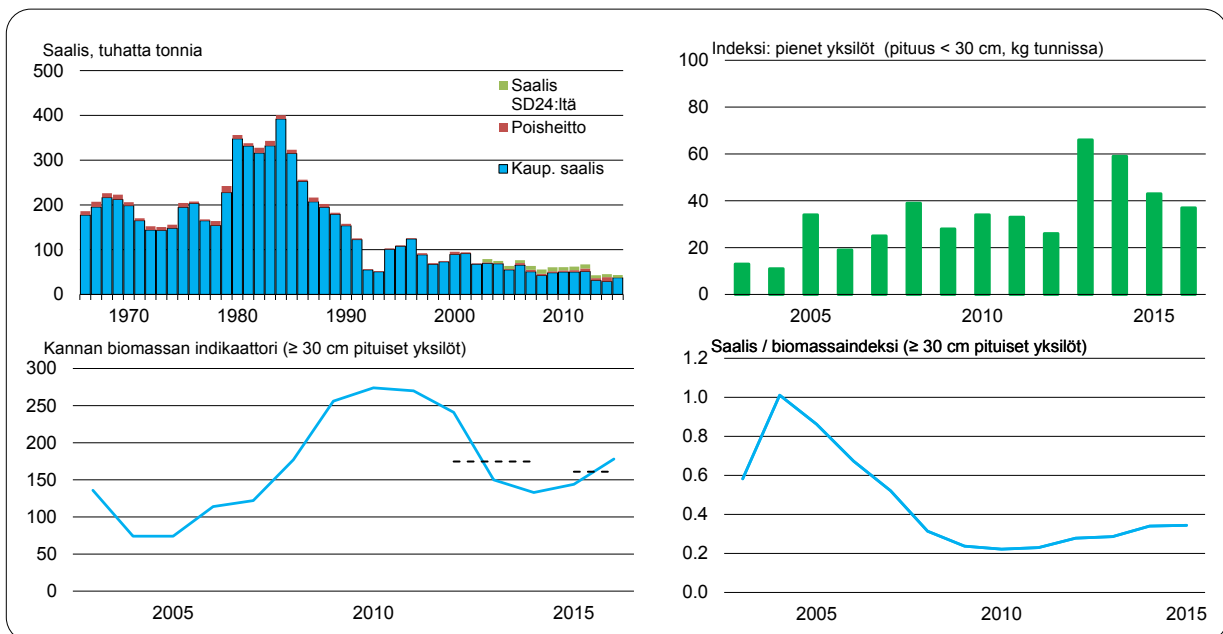 Saalis, tuhatta tonnia
500
400
300
200
100
0
Saalis
SD24:ltä
Poisheitto
Kaup. saalis
1970 1980 1990 2000 2010
Indeksi: pienet yksilöt (pituus < 30 cm, kg tunnissa)
100
80
60
40
20
0
2005 2010 2015
Kannan biomassan indikaattori (≥ 30 cm pituiset yksilöt)
300
250
200
150
100
50
0
2005 2010 2015
Saalis / biomassaindeksi (≥ 30 cm pituiset yksilöt)
1.2
1.0
0.8
0.6
0.4
0.2
0.0
2005 2010 2015